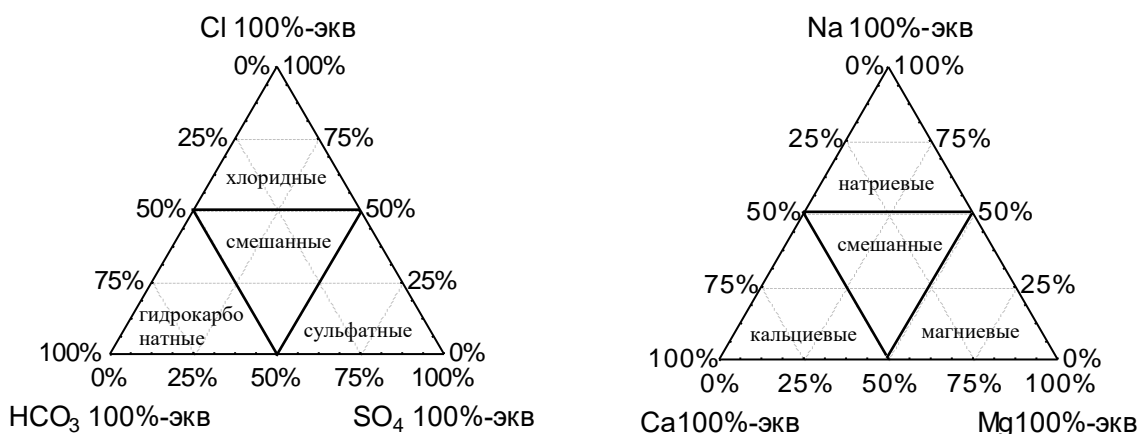 Cl 100%-экв
0% 100%
25% 75%
хлоридные
50% 50%
смешанные
75% 25%
гидрокарбо
натные
сульфатные
100% 0%
0% 25% 50% 75% 100%
HCO₃ 100%-экв SO₄ 100%-экв
Na 100%-экв
0% 100%
25% 75%
натриевые
50% 50%
смешанные
75% 25%
кальциевые магниевые
100% 0%
0% 25% 50% 75% 100%
Ca100%-экв Mg100%-экв